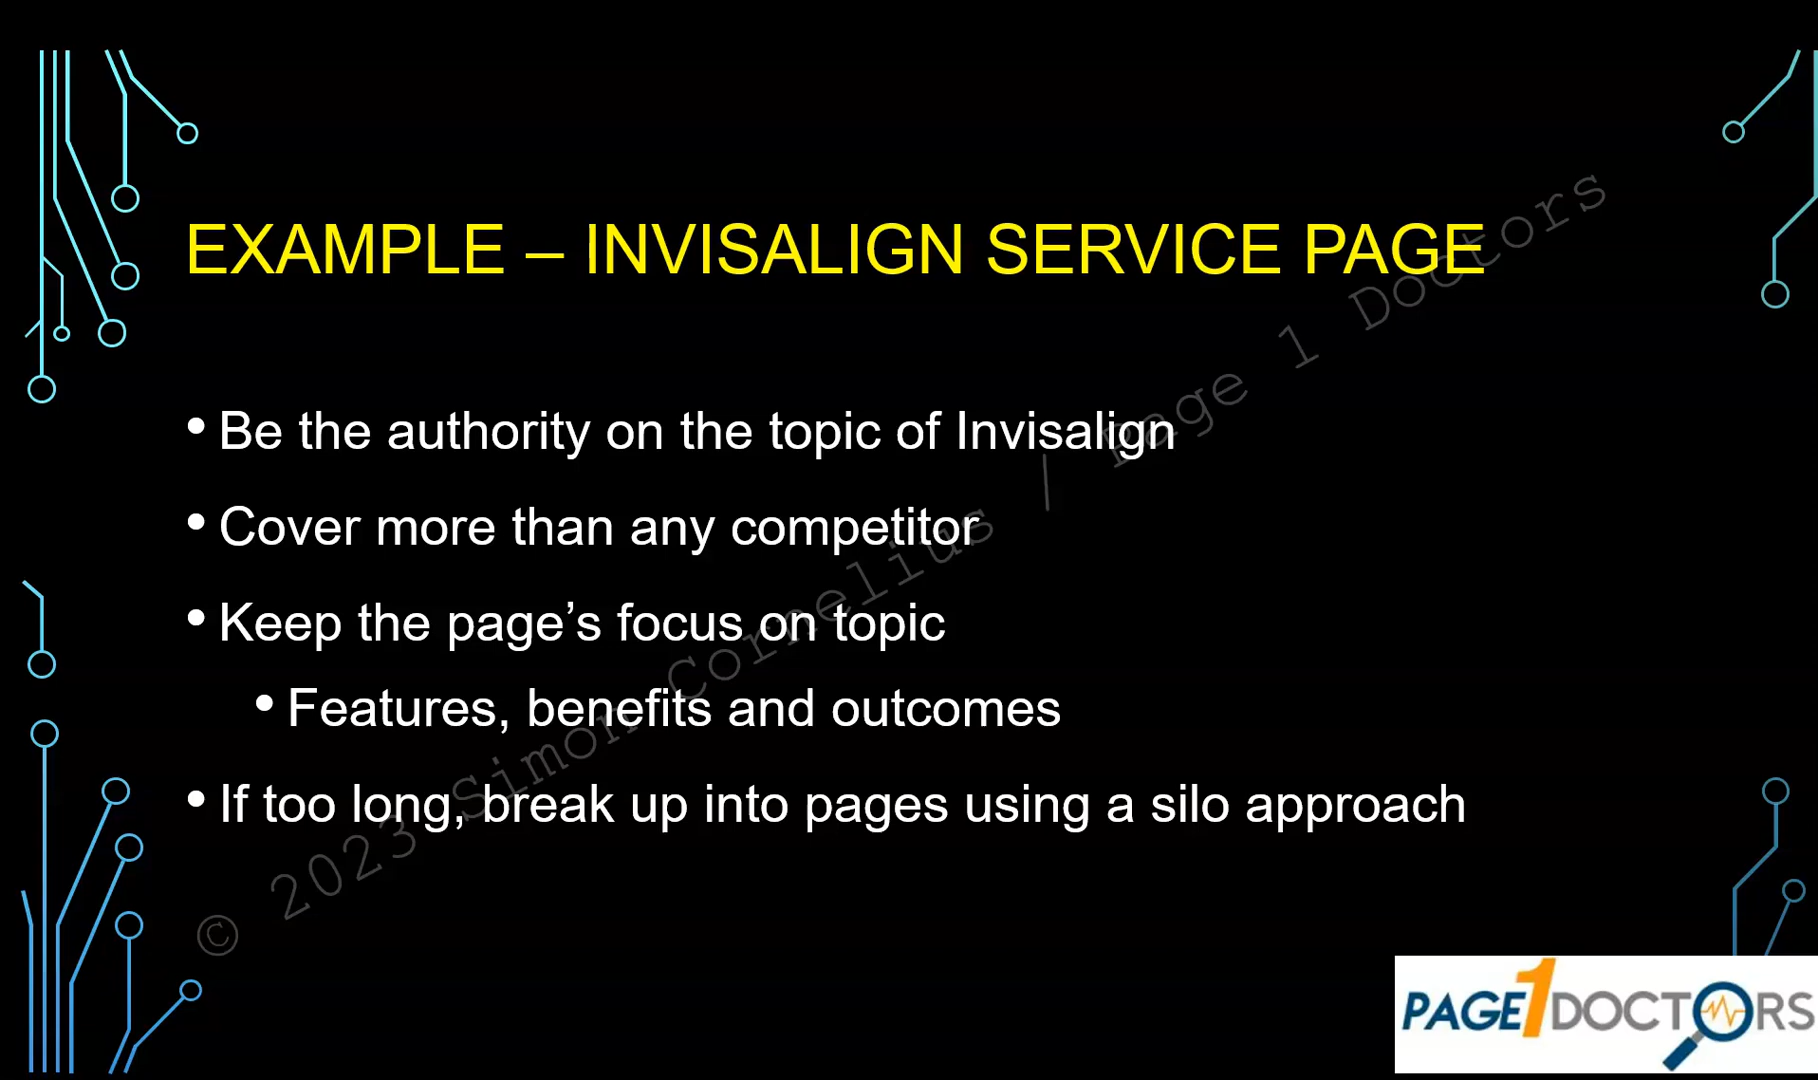 EXAMPLE – INVISALIGN SERVICE PAGE
• Be the authority on the topic of Invisalign
• Cover more than any competitor
• Keep the page’s focus on topic
• Features, benefits and outcomes
• If too long, break up into pages using a silo approach
© 2023 Simon Cornelius / Page 1 Doctors
PAGE1DOCTORS